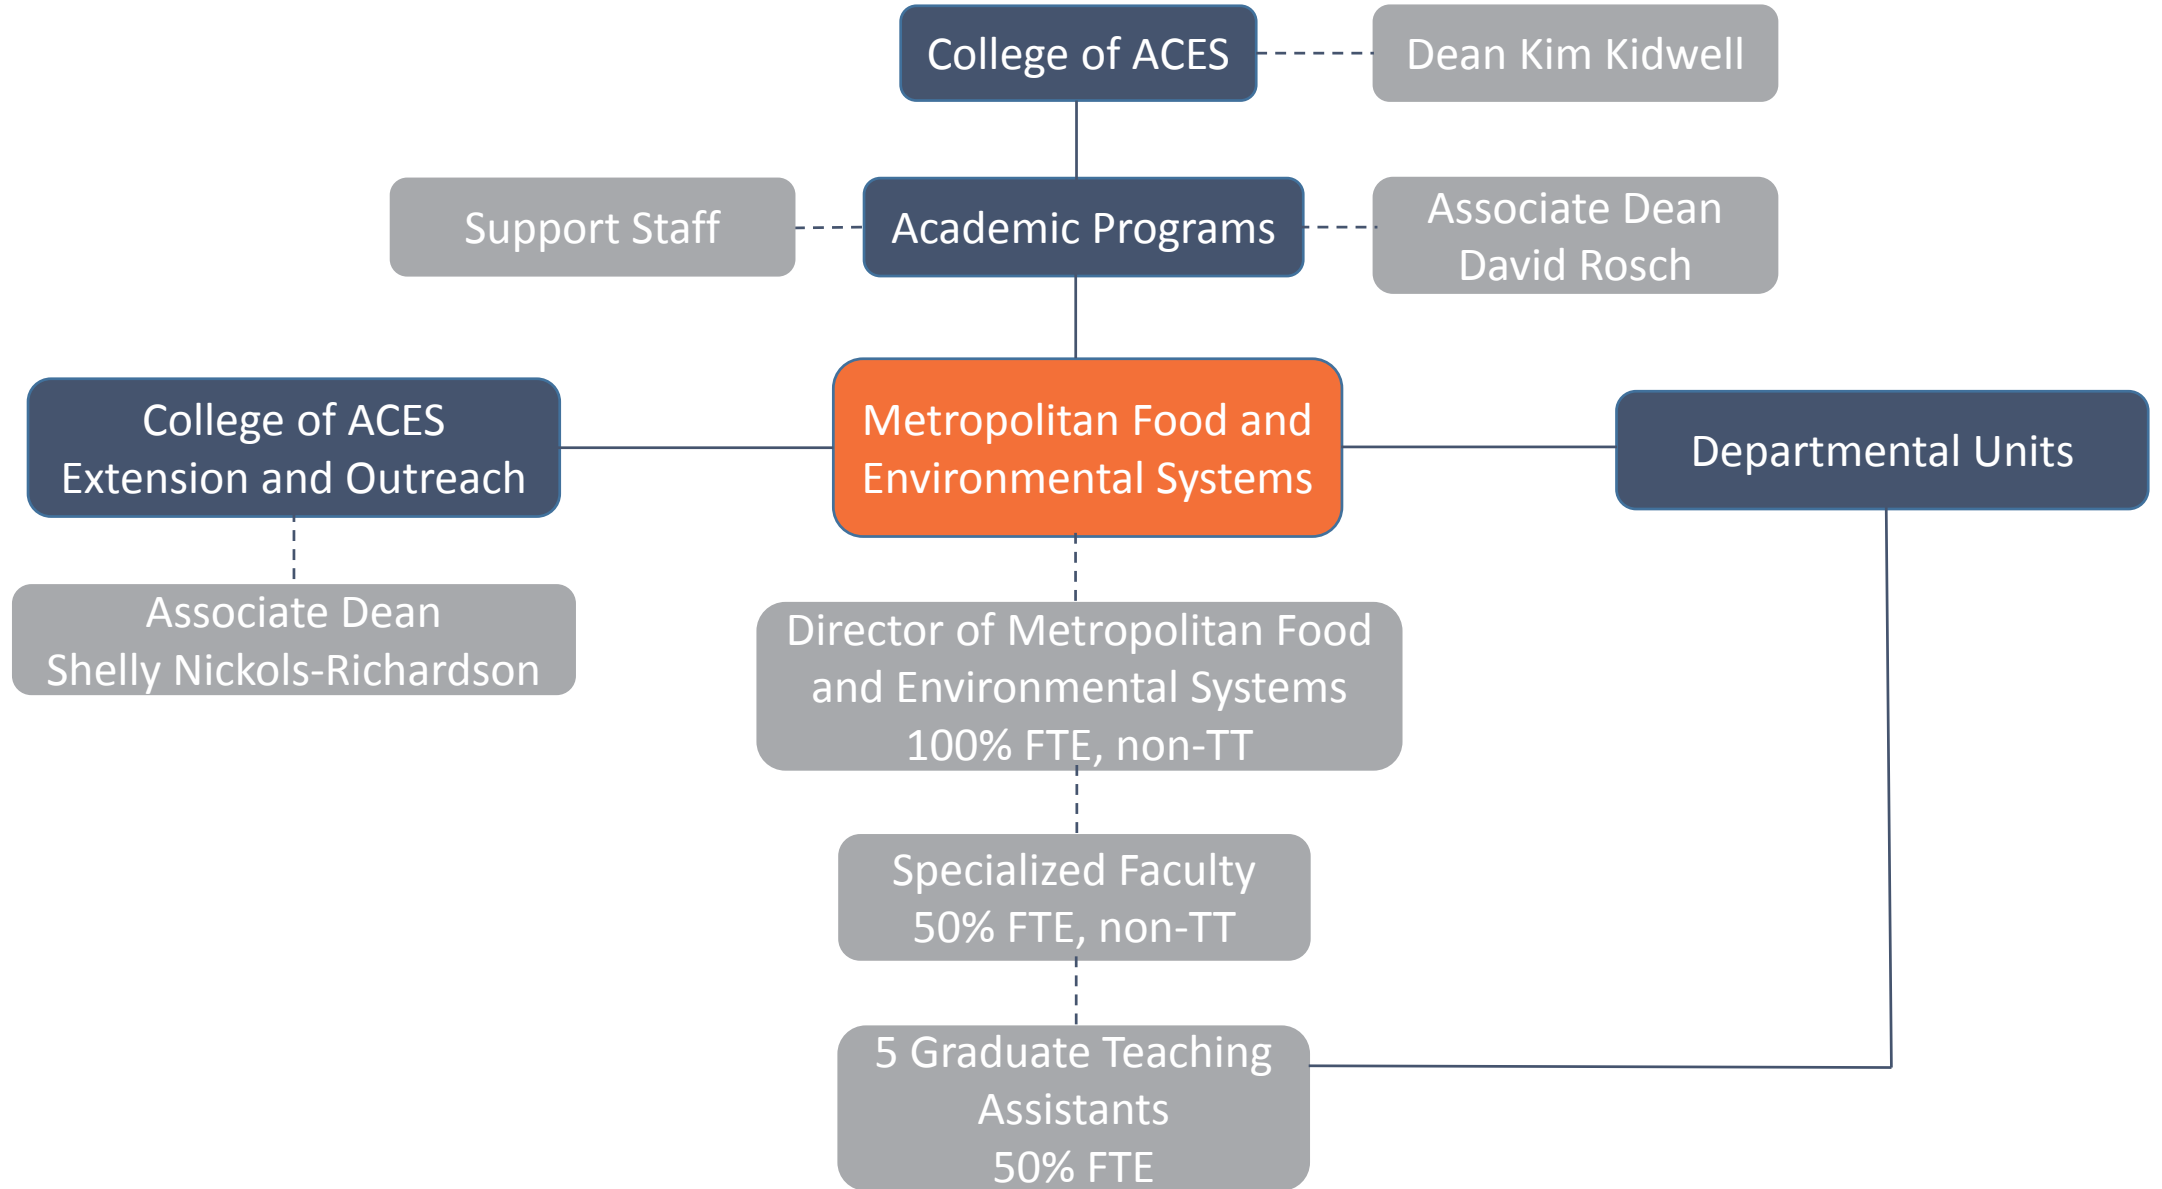 College of ACES
Dean Kim Kidwell
Support Staff
Academic Programs
Associate Dean
David Rosch
College of ACES
Extension and Outreach
Metropolitan Food and
Environmental Systems
Departmental Units
Associate Dean
Shelly Nickols-Richardson
Director of Metropolitan Food
and Environmental Systems
100% FTE, non-TT
Specialized Faculty
50% FTE, non-TT
5 Graduate Teaching
Assistants
50% FTE